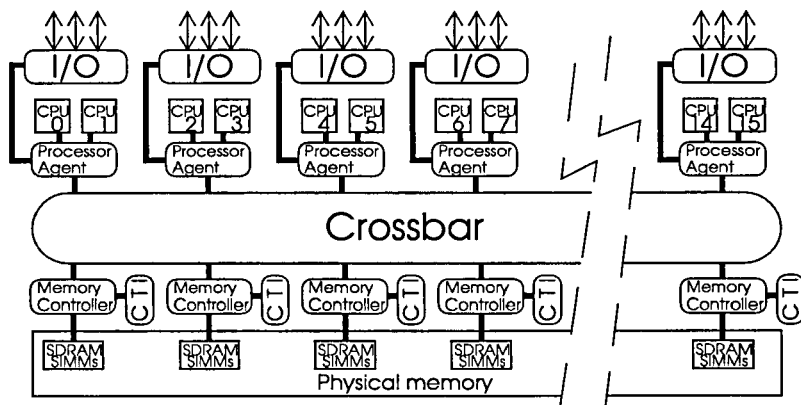 I/O I/O I/O I/O I/O
CPU 0 CPU 1 CPU 2 CPU 3 CPU 4 CPU 5 CPU 6 CPU 7 CPU 14 CPU 15
Processor Agent Processor Agent Processor Agent Processor Agent Processor Agent
Crossbar
Memory Controller CTI Memory Controller CTI Memory Controller CTI Memory Controller CTI Memory Controller CTI
SDRAM SIMMs SDRAM SIMMs SDRAM SIMMs SDRAM SIMMs SDRAM SIMMs
Physical memory